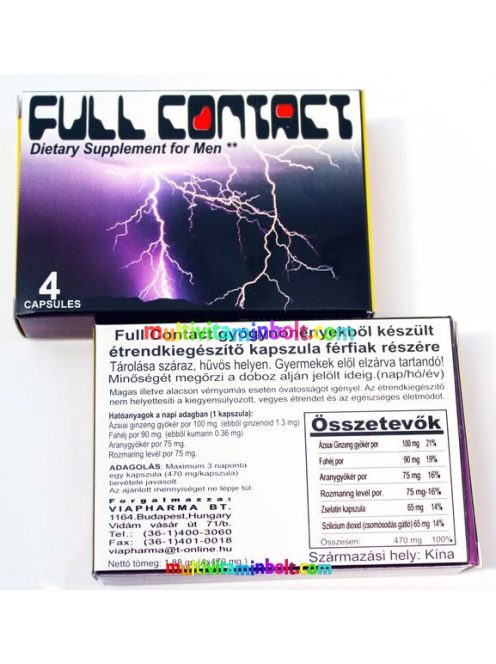 FULL CONTACT
Dietary Supplement for Men **
4
CAPSULES
multivitaminbolt.com
Full Contact gyógynövényekből készült
étrendkiegészítő kapszula férfiak részére
Tárolása száraz, hűvös helyen. Gyermekek elől elzárva tartandó!
Minőségét megőrzi a doboz alján jelölt ideig.(nap/hó/év)
Magas illetve alacson vérnyomás esetén óvatosságot igényel. Az étrendkiegészítő
nem helyettesíti a kiegyensúlyozott, vegyes étrendet és az egészséges életmódot.
Hatóanyagok a napi adagban (1 kapszula):
Ázsiai ginzeng gyökér por 100 mg. (ebből ginzenoid 1.3 mg)
Fahéj por 90 mg. (ebből kumarin 0.36 mg)
Aranygyökér por 75 mg.
Rozmaring levél por 75 mg.
ADAGOLÁS: Maximum 3 naponta
egy kapszula (470 mg/kapszula)
bevétele javasolt.
Az ajánlott mennyiséget ne lépje túl.
Forgalmazza:
VIAPHARMA BT.
1164.Budapest,Hungary
Vidám vásár út 71/b.
Tel.: (36-1)400-3060
Fax: (36-1)401-0018
viapharma@t-online.hu
Nettó tömeg: 1.88
Összetevők
Ázsiai Ginzeng gyökér por 100 mg 21%
Fahéj por 90 mg 19%
Aranygyökér por 75 mg 16%
Rozmaring levél por. 75 mg-16%
Zselatin kapszula 65 mg 14%
Szilícium dioxid (csomósodás gátló) 65 mg 14%
Összesen: 470 mg 100%
Származási hely: Kína
multivitaminbolt.com